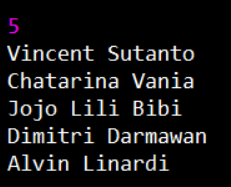 5
Vincent Sutanto
Chatarina Vania
Jojo Lili Bibi
Dimitri Darmawan
Alvin Linardi